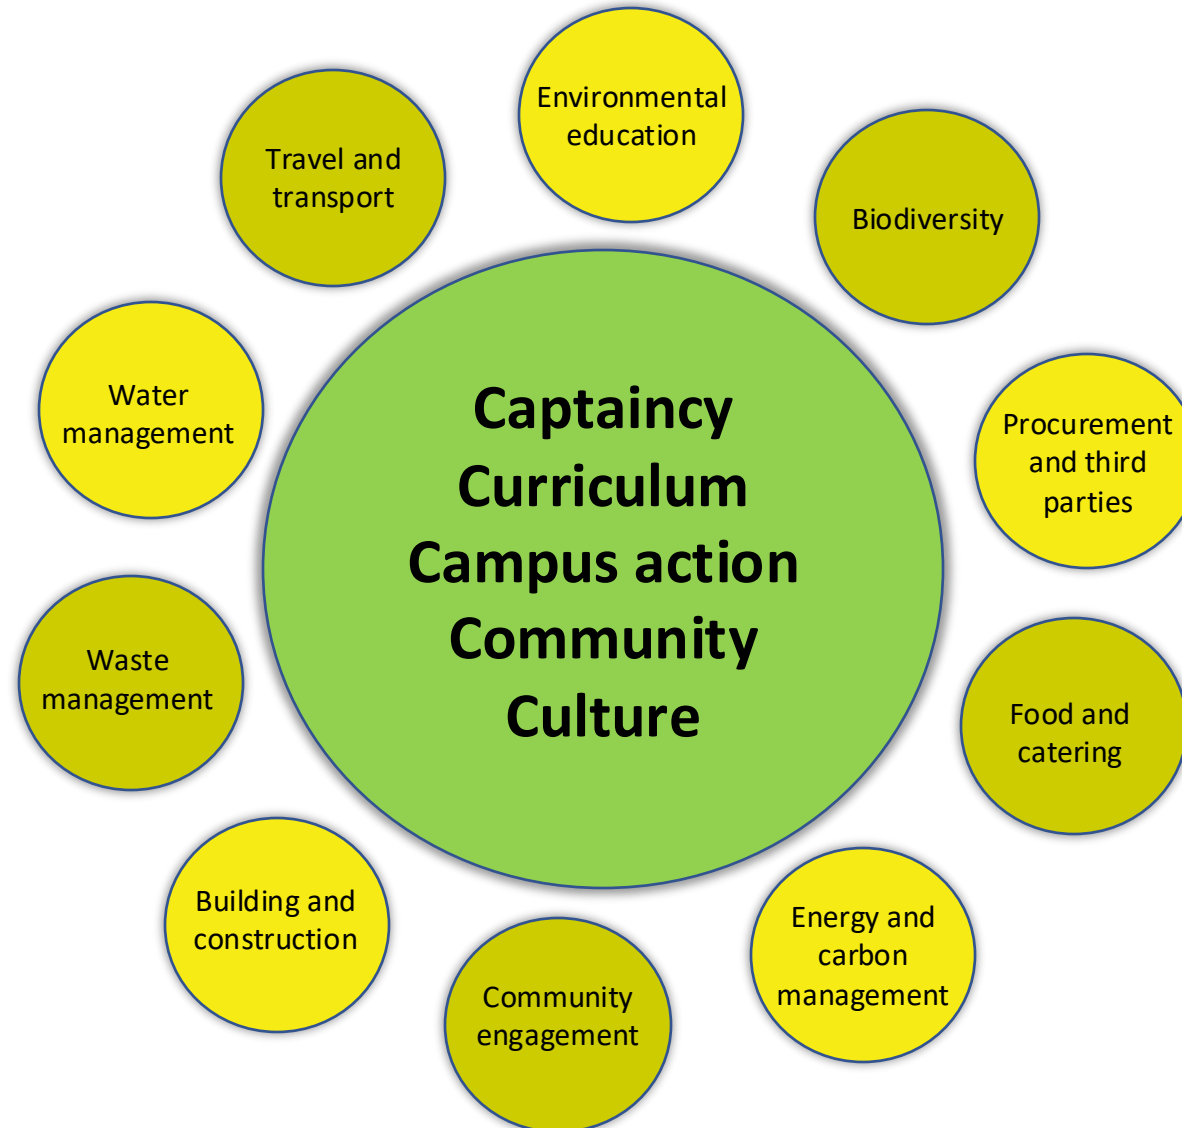 Environmental
education
Travel and
transport
Biodiversity
Water
management
Procurement
and third
parties
Captaincy
Curriculum
Campus action
Community
Culture
Waste
management
Food and
catering
Building and
construction
Energy and
carbon
management
Community
engagement